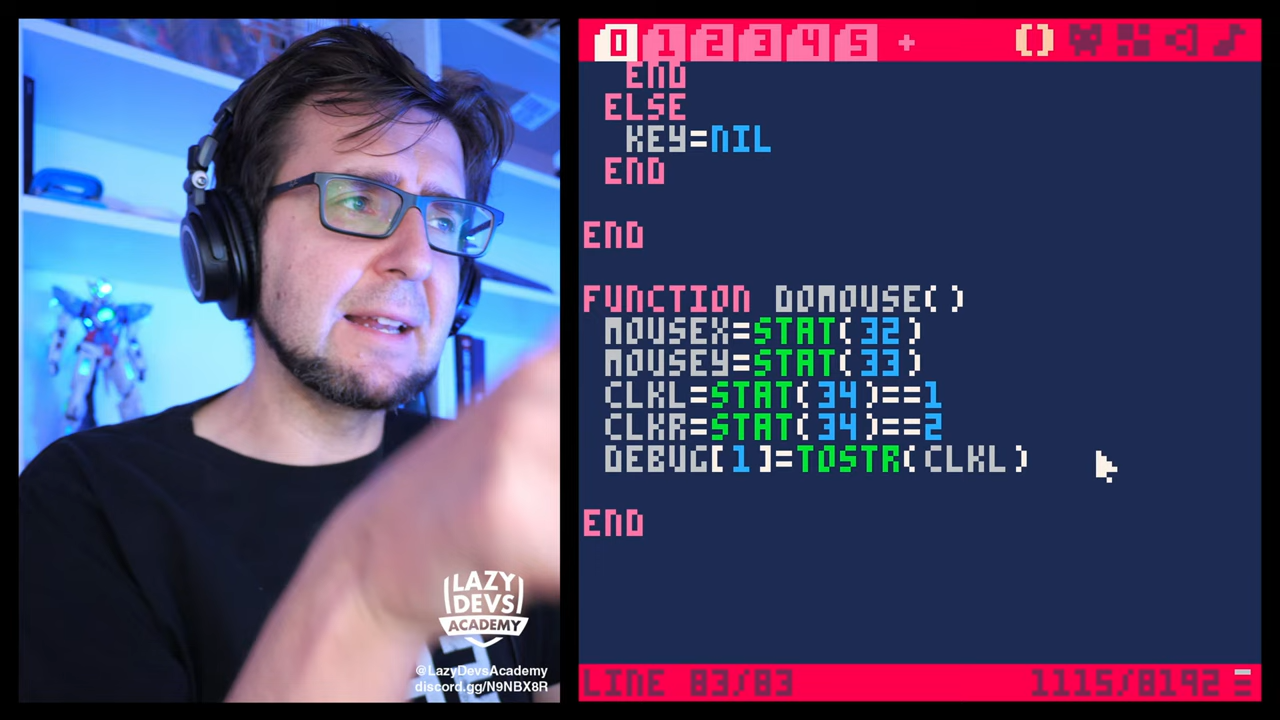 0 1 2 3 4 5 +
END
ELSE
KEY=NIL
END
END
FUNCTION DOMOUSE()
MOUSEX=STAT(32)
MOUSEY=STAT(33)
CLKL=STAT(34)==1
CLKR=STAT(34)==2
DEBUG[1]=TOSTR(CLKL)
END
LINE 83/83
1115/8192
LAZY
DEVS
ACADEMY
@LazyDevsAcademy
discord.gg/N9NBX8R